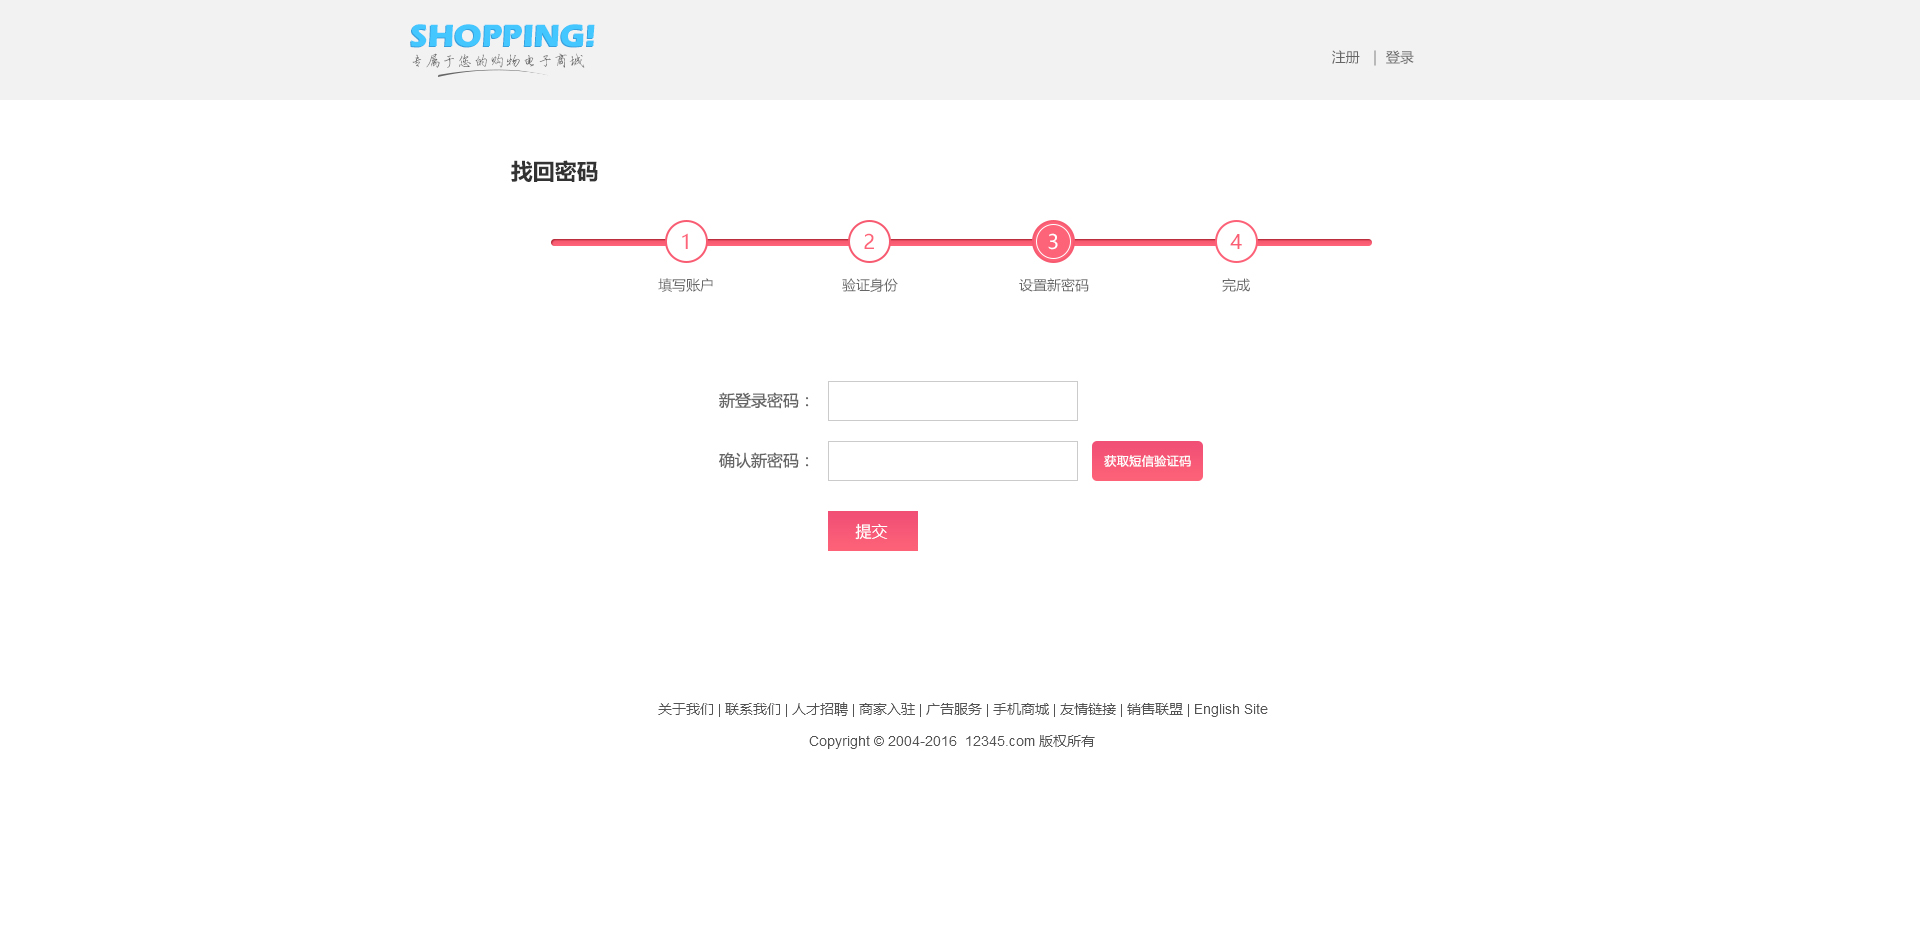 SHOPPING!
专属于您的购物电子商城
注册 | 登录
找回密码
1 2 3 4
填写账户 验证身份 设置新密码 完成
新登录密码：
确认新密码： 获取短信验证码
提交
关于我们 | 联系我们 | 人才招聘 | 商家入驻 | 广告服务 | 手机商城 | 友情链接 | 销售联盟 | English Site
Copyright © 2004-2016 12345.com 版权所有